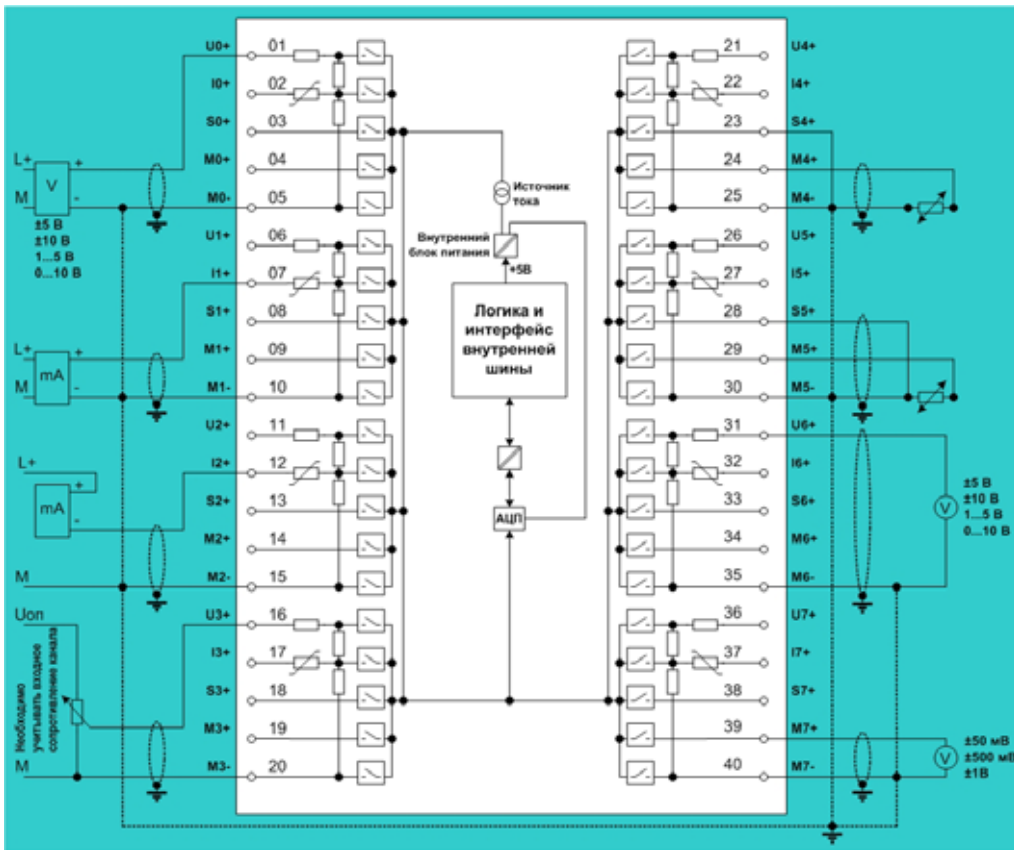 U0+ 01
I0+ 02
S0+ 03
M0+ 04
M0- 05
L+
+
V
M
-
±5 В
±10 В
1...5 В
0...10 В
U1+ 06
I1+ 07
S1+ 08
M1+ 09
M1- 10
L+
+
mA
M
-
U2+ 11
I2+ 12
S2+ 13
M2+ 14
M2- 15
L+
+
mA
-
M
U3+ 16
I3+ 17
S3+ 18
M3+ 19
M3- 20
Uоп
Необходимо
учитывать входное
сопротивление канала
M
Источник
тока
Внутренний
блок питания
+5В
Логика и
интерфейс
внутренней
шины
АЦП
21 U4+
22 I4+
23 S4+
24 M4+
25 M4-
26 U5+
27 I5+
28 S5+
29 M5+
30 M5-
31 U6+
32 I6+
33 S6+
34 M6+
35 M6-
V
±5 В
±10 В
1...5 В
0...10 В
36 U7+
37 I7+
38 S7+
39 M7+
40 M7-
V
±50 мВ
±500 мВ
±1В